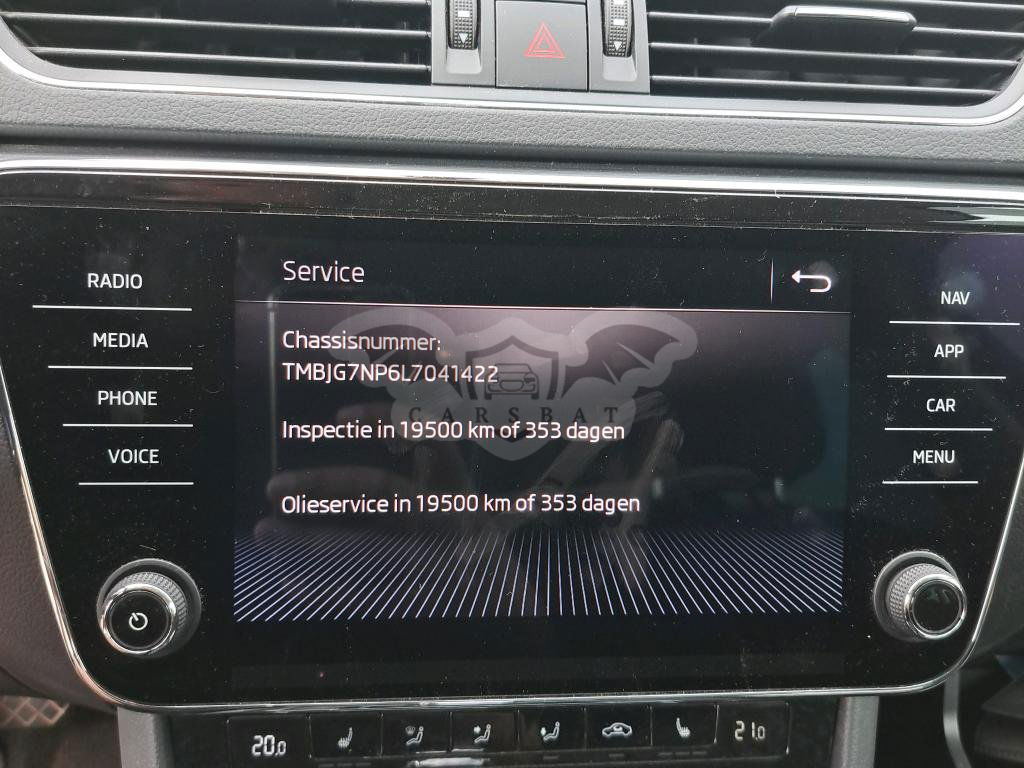 Service
RADIO
MEDIA
PHONE
VOICE
Chassisnummer:
TMBJG7NP6L7041422
CARSBAT
Inspectie in 19500 km of 353 dagen
Olieservice in 19500 km of 353 dagen
NAV
APP
CAR
MENU
20.0
21.0